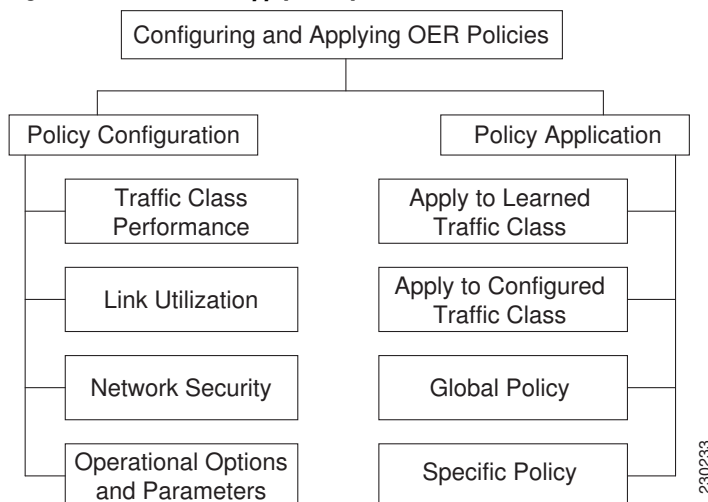 Configuring and Applying OER Policies
Policy Configuration
Policy Application
Traffic Class
Performance
Apply to Learned
Traffic Class
Link Utilization
Apply to Configured
Traffic Class
Network Security
Global Policy
Operational Options
and Parameters
Specific Policy
230233